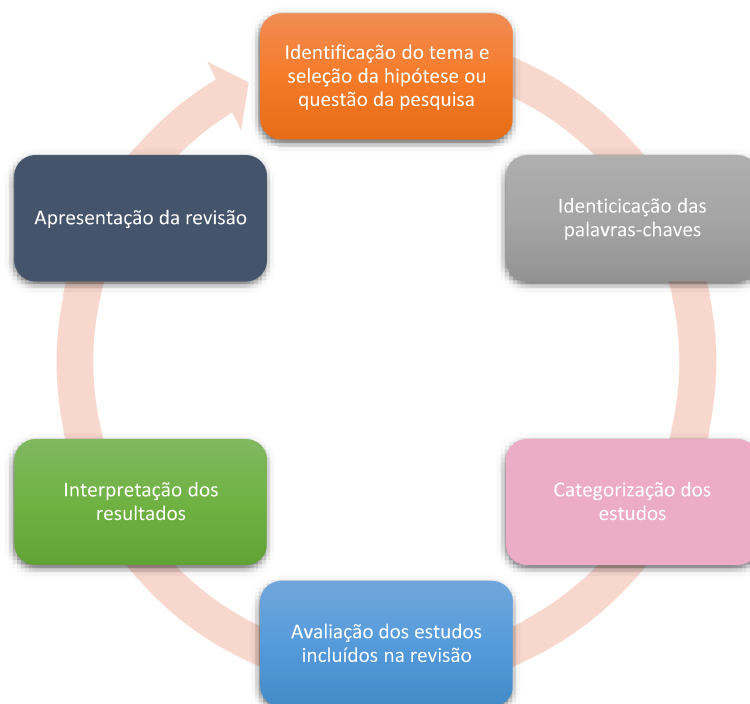 Identificação do tema e
seleção da hipótese ou
questão da pesquisa
Identicicação das
palavras-chaves
Categorização dos
estudos
Avaliação dos estudos
incluídos na revisão
Interpretação dos
resultados
Apresentação da revisão